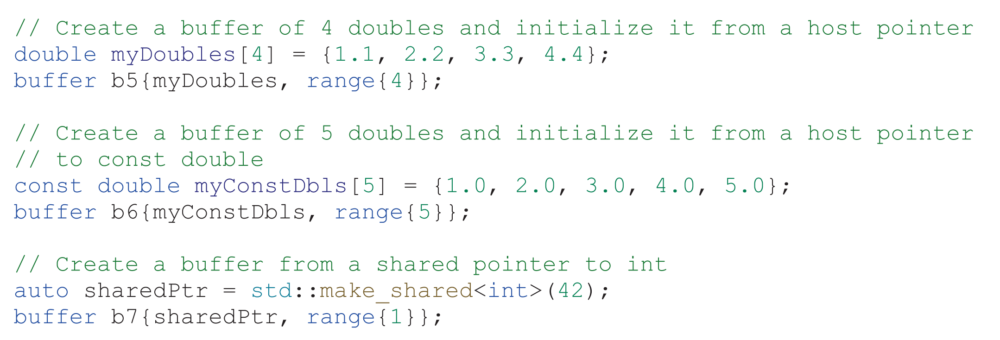 // Create a buffer of 4 doubles and initialize it from a host pointer
double myDoubles[4] = {1.1, 2.2, 3.3, 4.4};
buffer b5{myDoubles, range{4}};
// Create a buffer of 5 doubles and initialize it from a host pointer
// to const double
const double myConstDbls[5] = {1.0, 2.0, 3.0, 4.0, 5.0};
buffer b6{myConstDbls, range{5}};
// Create a buffer from a shared pointer to int
auto sharedPtr = std::make_shared<int>(42);
buffer b7{sharedPtr, range{1}};